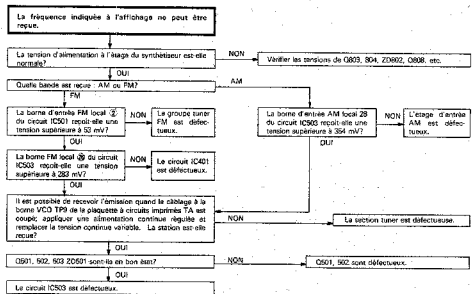 La fréquence indiquée à l'affichage ne peut être
reçue.
La tension d'alimentation à l'étage du synthétiseur est-elle
normale?
NON
Vérifier les tensions de Q803, 804, ZD802, Q808, etc.
OUI
Quelle bande est reçue : AM ou FM?
AM
FM
La borne d'entrée FM local ②
du circuit IC501 reçoit-elle une
tension supérieure à 53 mV?
NON
Le groupe tuner
FM est défec-
tueux.
La borne d'entrée AM focal 28
du circuit IC503 reçoit-elle une
tension supérieure à 354 mV?
NON
L'étage d'entrée
AM est défec-
tueux.
OUI
OUI
La borne FM local ㉖ du circuit
IC503 reçoit-elle une tension
supérieure à 283 mV?
NON
Le circuit IC401
est défectueux.
OUI
Il est possible de recevoir l'émission quand le câblage à la
borne VCO TP9 de la plaquette à circuits imprimés TA est
coupé; appliquer une alimentation continue régulée et
remplacer la tension continue variable. La station est-elle
reçue?
NON
La section tuner est défectueuse.
OUI
Q501, 502, 503 ZD501 sont-ils en bon état?
NON
Q501, 502 sont défectueux.
OUI
Le circuit IC503 est défectueux.